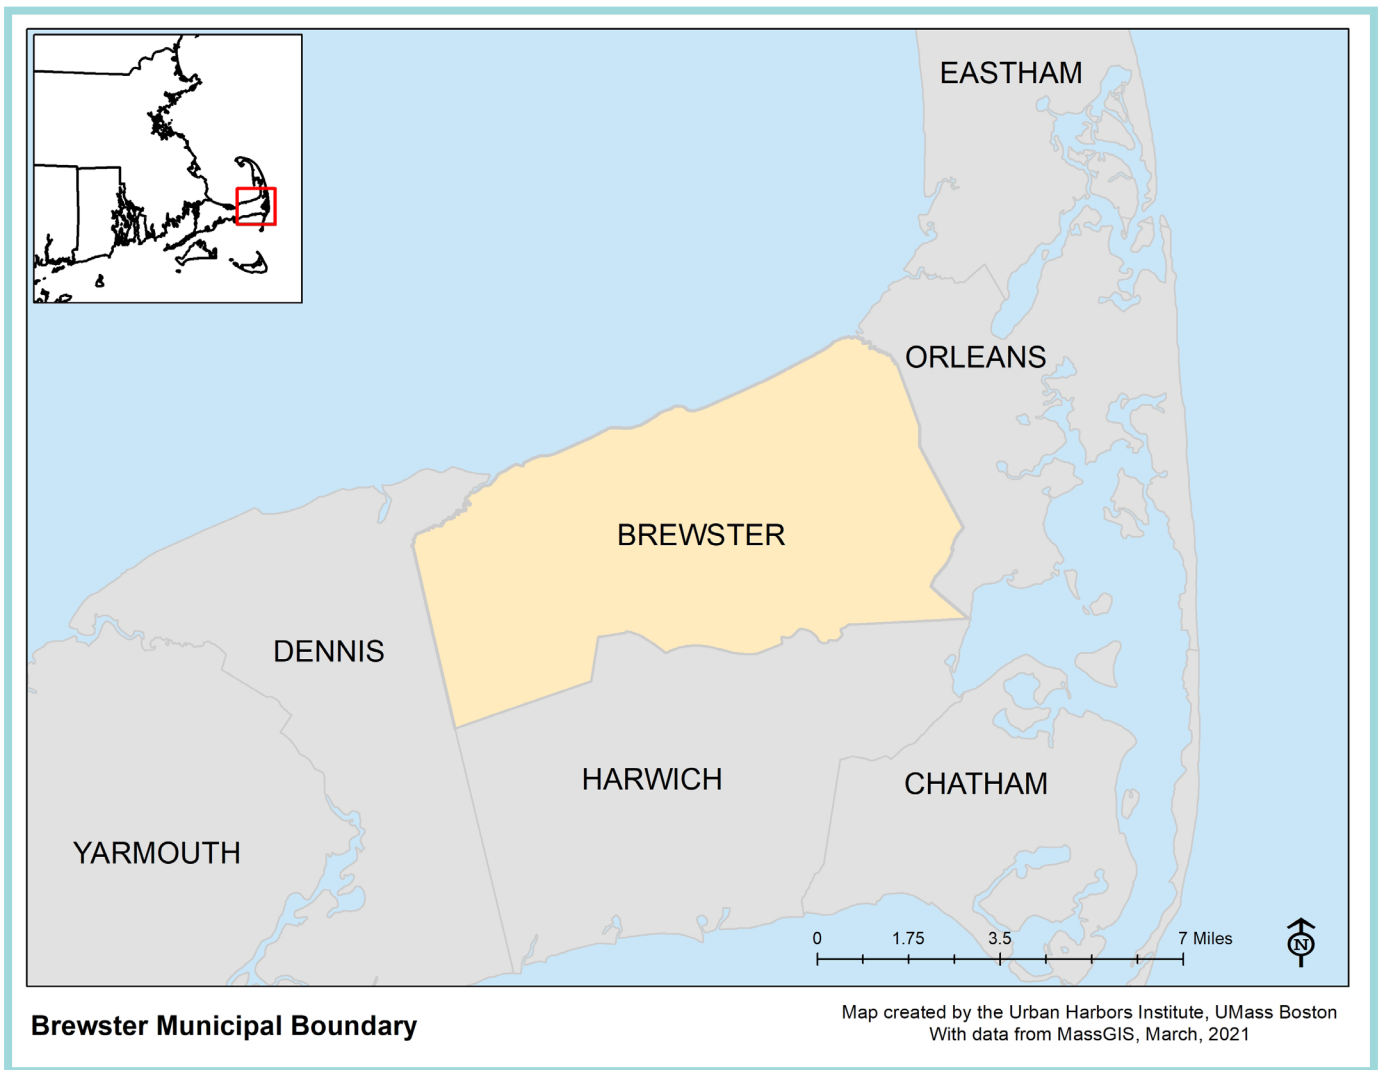 EASTHAM
ORLEANS
BREWSTER
DENNIS
HARWICH
CHATHAM
YARMOUTH
0 1.75 3.5 7 Miles
N
Brewster Municipal Boundary
Map created by the Urban Harbors Institute, UMass Boston
With data from MassGIS, March, 2021